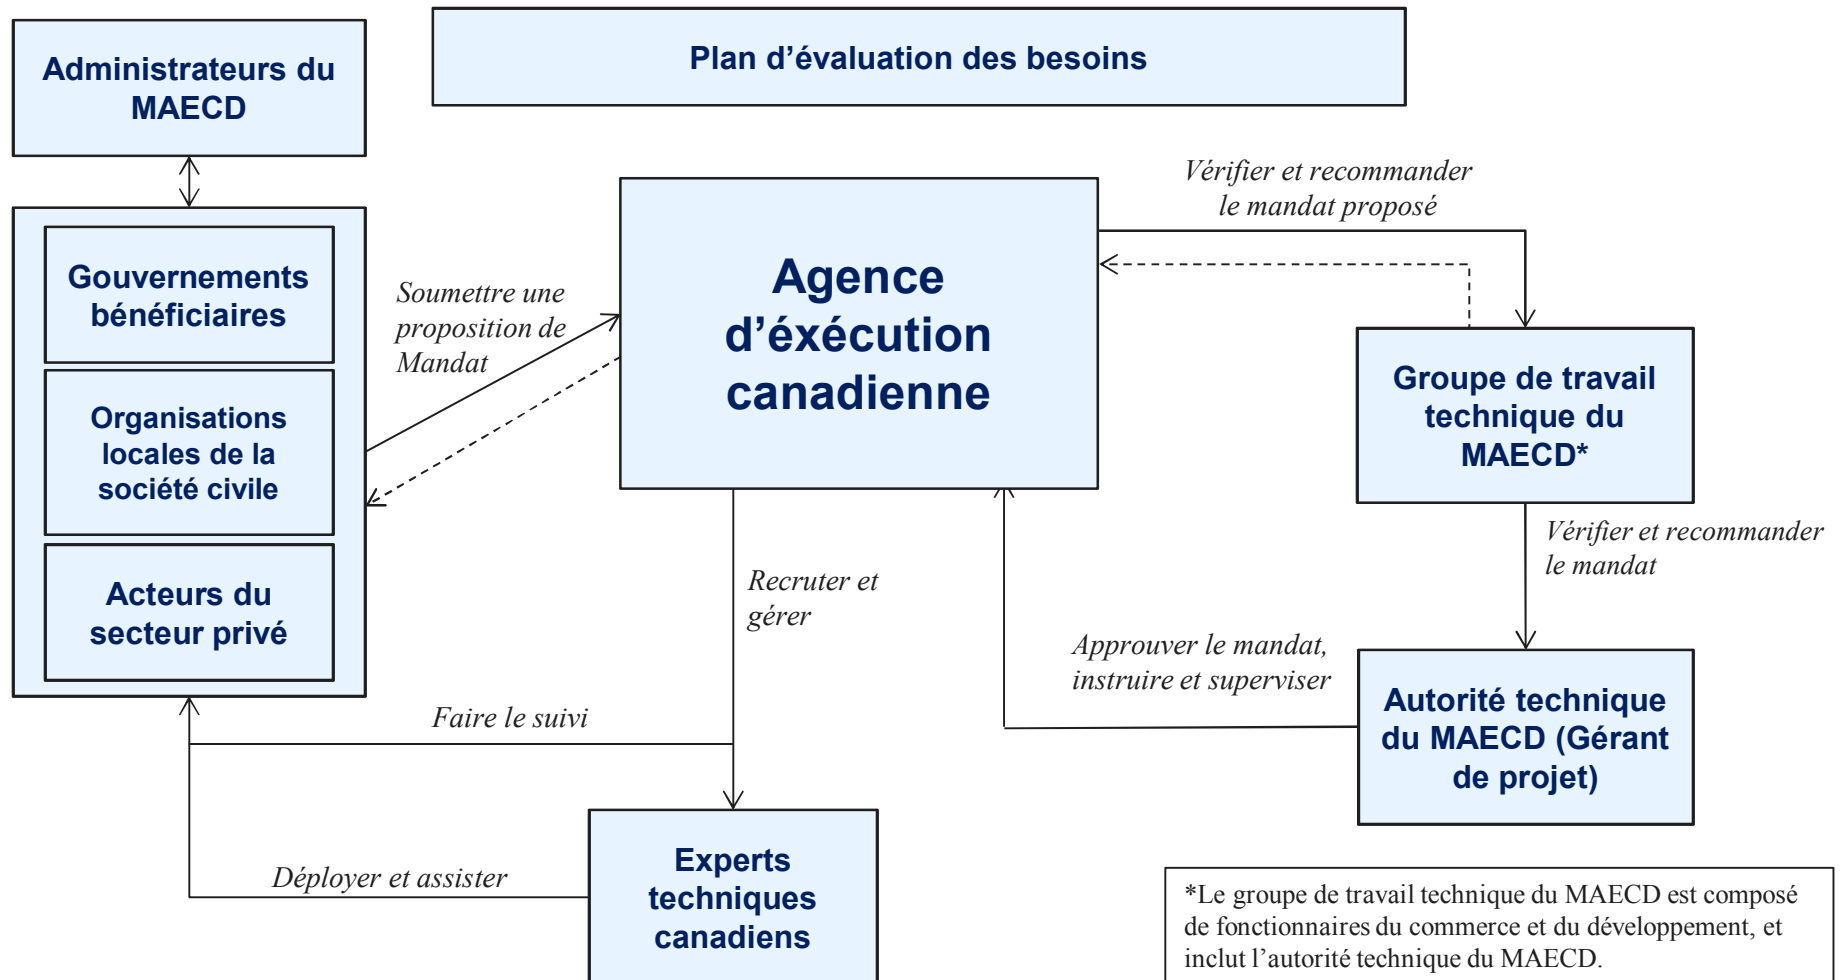 Administrateurs du
MAECD
Plan d’évaluation des besoins
Gouvernements
bénéficiaires
Organisations
locales de la
société civile
Acteurs du
secteur privé
Soumettre une
proposition de
Mandat
Agence
d’éxécution
canadienne
Vérifier et recommander
le mandat proposé
Groupe de travail
technique du
MAECD*
Vérifier et recommander
le mandat
Recruter et
gérer
Approuver le mandat,
instruire et superviser
Autorité technique
du MAECD (Gérant
de projet)
Faire le suivi
Déployer et assister
Experts
techniques
canadiens
*Le groupe de travail technique du MAECD est composé
de fonctionnaires du commerce et du développement, et
inclut l’autorité technique du MAECD.